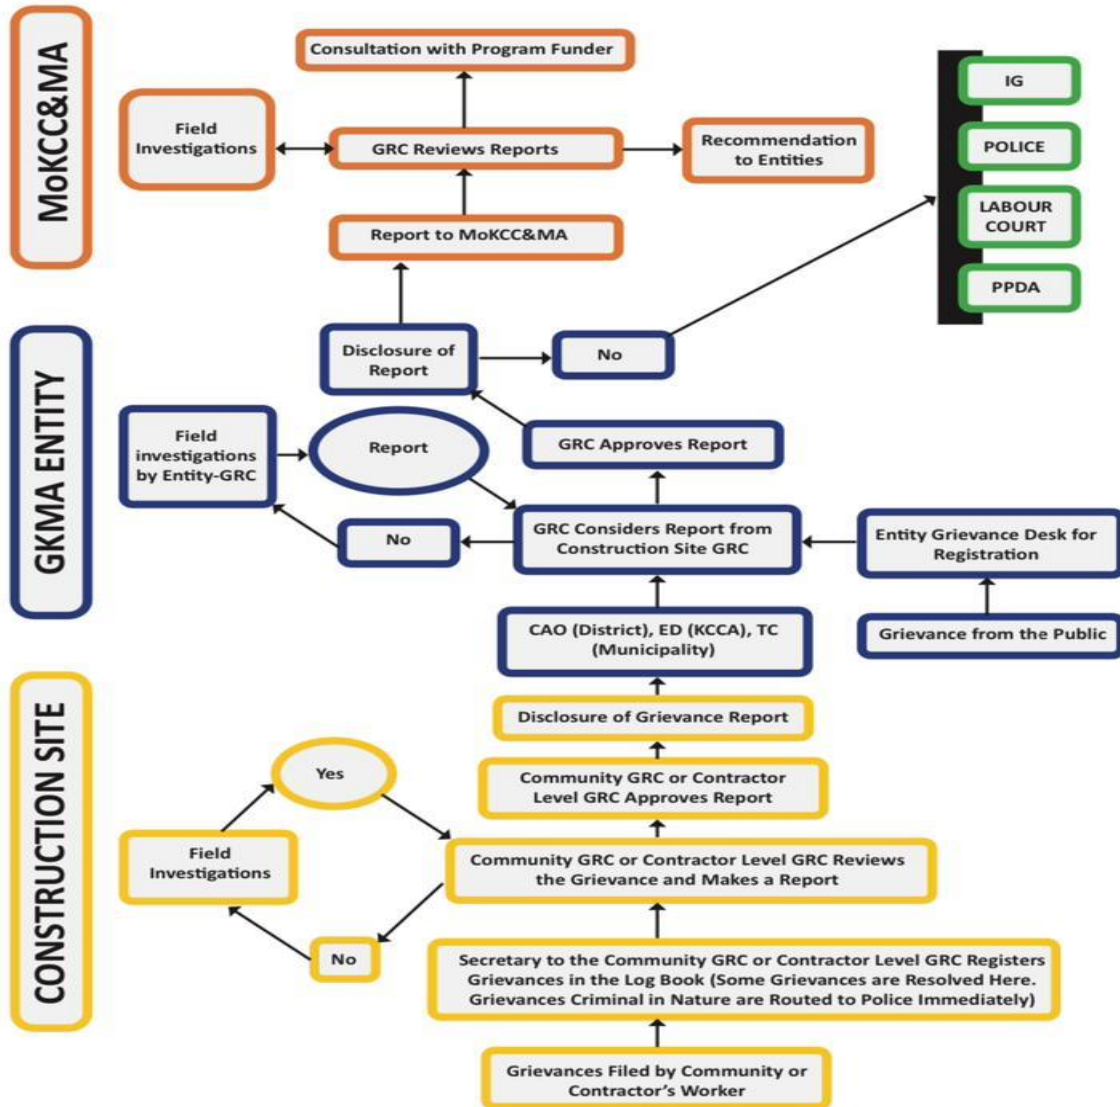 MoKCC&MA
Consultation with Program Funder
Field
Investigations
GRC Reviews Reports
Recommendation
to Entities
Report to MoKCC&MA
IG
POLICE
LABOUR
COURT
PPDA
GKMA ENTITY
Disclosure of
Report
No
Field
investigations
by Entity-GRC
Report
GRC Approves Report
No
GRC Considers Report from
Construction Site GRC
Entity Grievance Desk for
Registration
CAO (District), ED (KCCA), TC
(Municipality)
Grievance from the Public
CONSTRUCTION SITE
Disclosure of Grievance Report
Yes
Community GRC or Contractor
Level GRC Approves Report
Field
Investigations
Community GRC or Contractor Level GRC Reviews
the Grievance and Makes a Report
No
Secretary to the Community GRC or Contractor Level GRC Registers
Grievances in the Log Book (Some Grievances are Resolved Here.
Grievances Criminal in Nature are Routed to Police Immediately)
Grievances Filed by Community or
Contractor's Worker